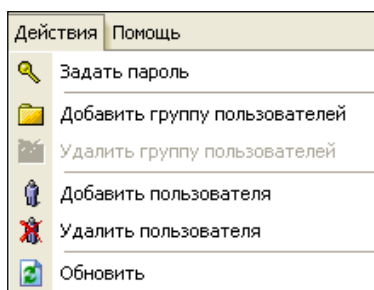 Действия Помощь
Задать пароль
Добавить группу пользователей
Удалить группу пользователей
Добавить пользователя
Удалить пользователя
Обновить